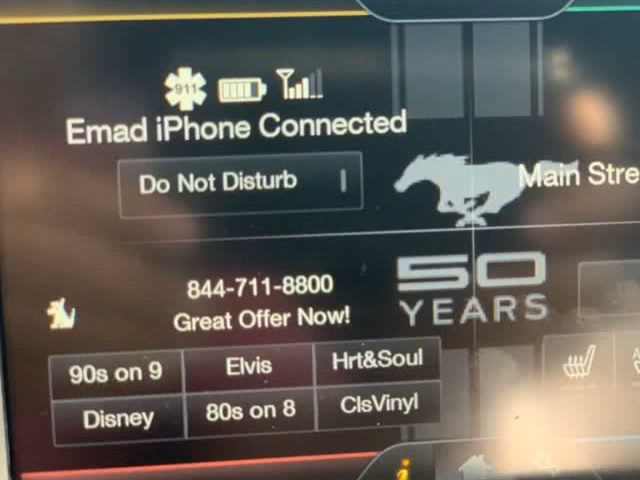 911
Emad iPhone Connected
Do Not Disturb
Main Stre
844-711-8800
Great Offer Now!
50
YEARS
90s on 9
Elvis
Hrt&Soul
Disney
80s on 8
ClsVinyl